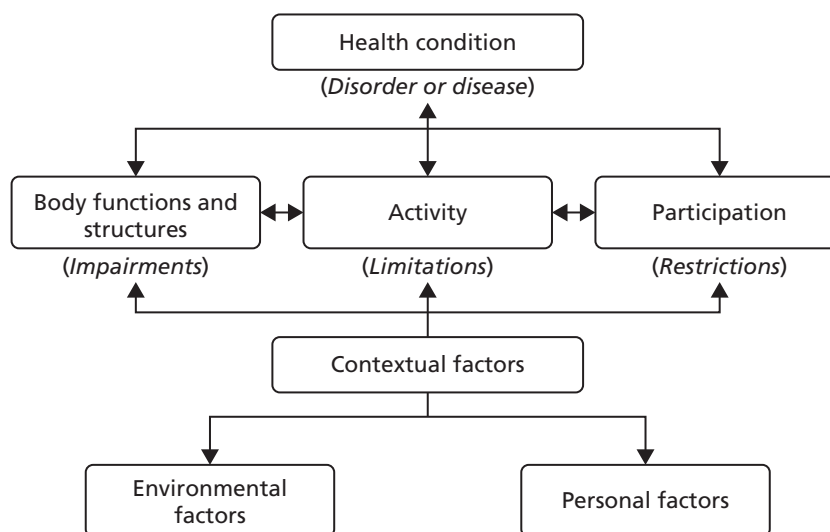 Health condition
(Disorder or disease)
Body functions and
structures
Activity
Participation
(Impairments)
(Limitations)
(Restrictions)
Contextual factors
Environmental
factors
Personal factors